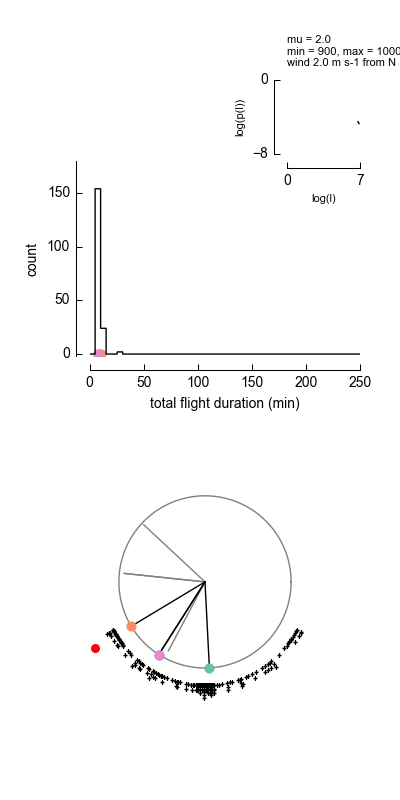 mu = 2.0
min = 900, max = 1000
wind 2.0 m s-1 from N
0
log(p(l))
−8
0 7
log(l)
150
count
100
50
0
0 50 100 150 200 250
total flight duration (min)